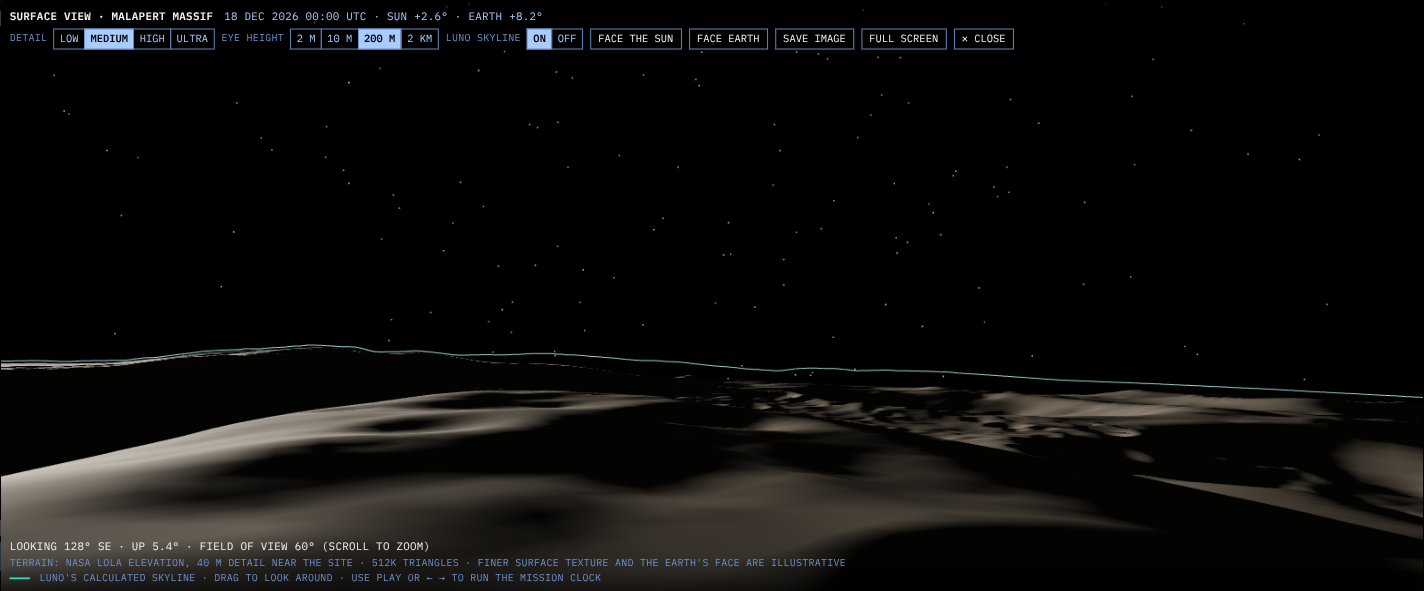 SURFACE VIEW · MALAPERT MASSIF 18 DEC 2026 00:00 UTC · SUN +2.6° · EARTH +8.2°
DETAIL LOW MEDIUM HIGH ULTRA EYE HEIGHT 2 M 10 M 200 M 2 KM LUNO SKYLINE ON OFF FACE THE SUN FACE EARTH SAVE IMAGE FULL SCREEN × CLOSE
LOOKING 128° SE · UP 5.4° · FIELD OF VIEW 60° (SCROLL TO ZOOM)
TERRAIN: NASA LOLA ELEVATION, 40 M DETAIL NEAR THE SITE · 512K TRIANGLES · FINER SURFACE TEXTURE AND THE EARTH'S FACE ARE ILLUSTRATIVE
LUNO'S CALCULATED SKYLINE · DRAG TO LOOK AROUND · USE PLAY OR ← → TO RUN THE MISSION CLOCK